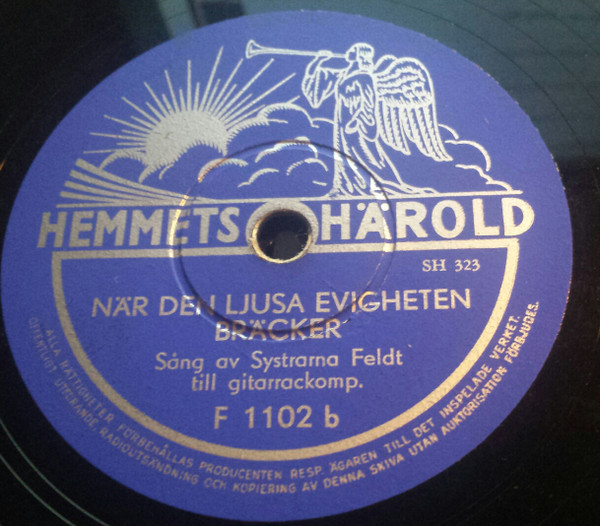 HEMMETS HÄROLD
SH 323
NÄR DEN LJUSA EVIGHETEN
BRÄCKER
Sång av Systrarna Feldt
till gitarrackomp.
F 1102 b
ALLA RÄTTIGHETER FÖRBEHÅLLAS PRODUCENTEN RESP. ÄGAREN TILL DET INSPELADE VERKET.
OFFENTLIGT UTFÖRANDE, RADIOUTSÄNDNING OCH KOPIERING AV DENNA SKIVA UTAN AUKTORISATION FÖRBJUDES.